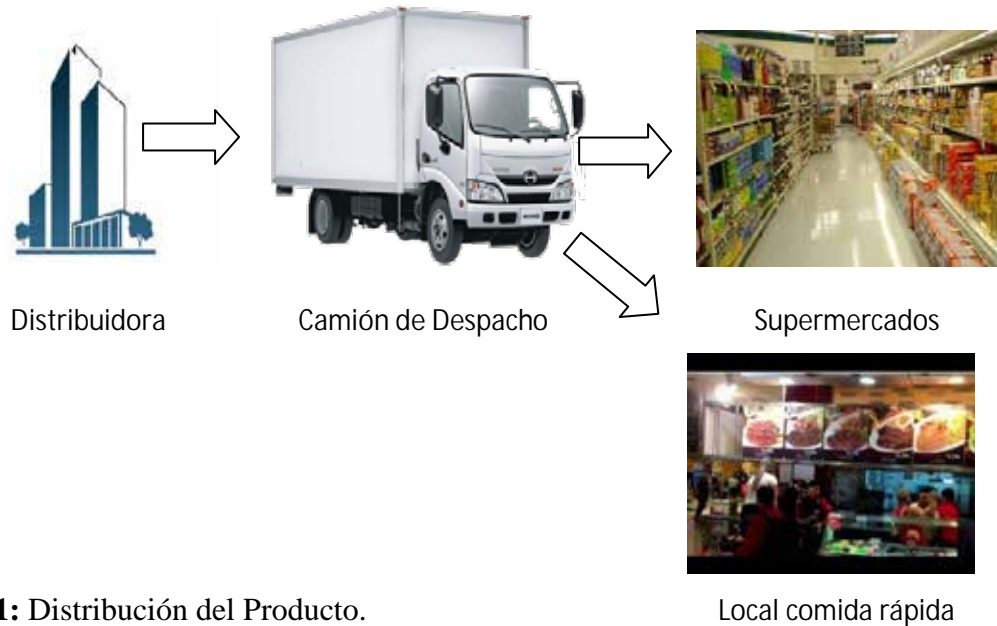 Distribuidora
Camión de Despacho
Supermercados
1: Distribución del Producto.
Local comida rápida